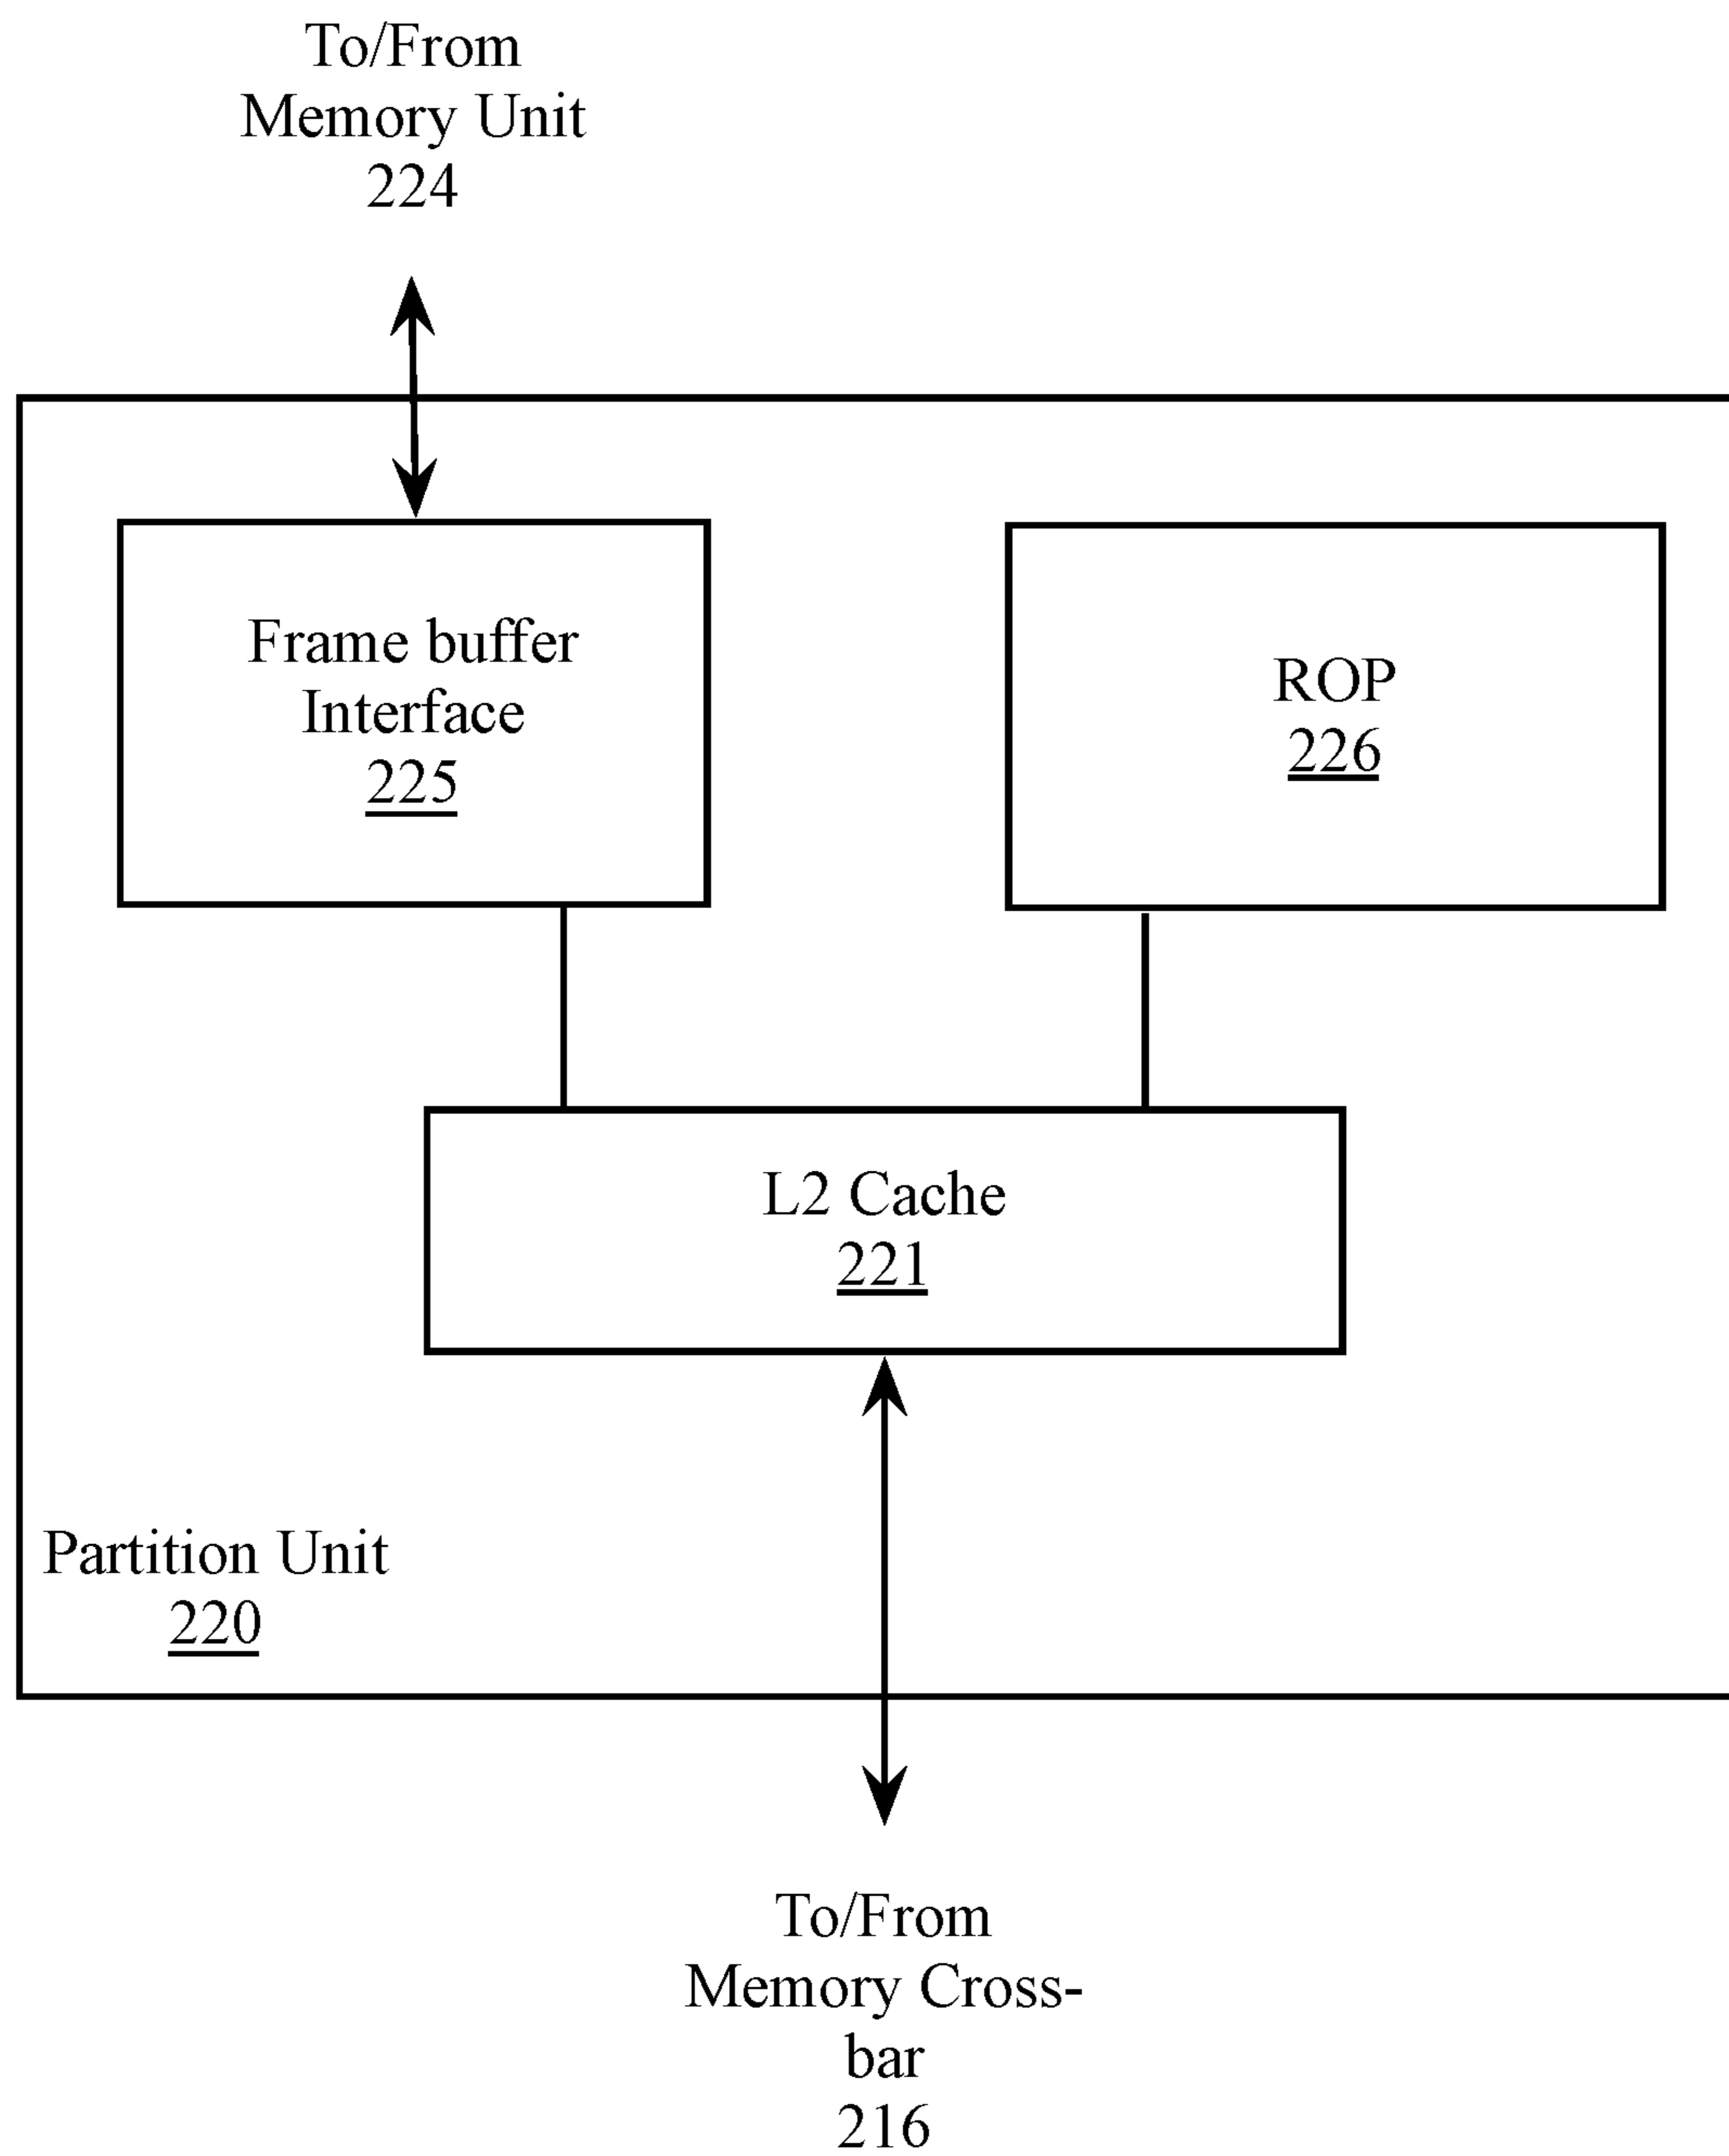 To/From
Memory Unit
224
Frame buffer
Interface
225
ROP
226
L2 Cache
221
Partition Unit
220
To/From
Memory Cross-
bar
216